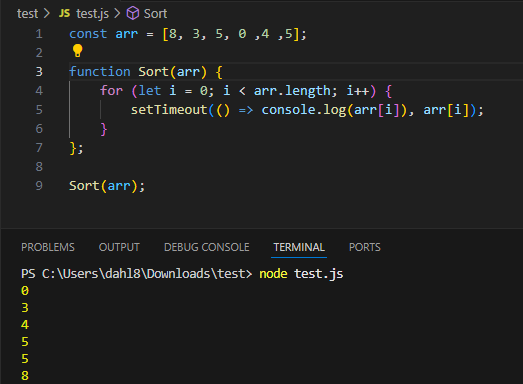 test > JS test.js > Sort
1 const arr = [8, 3, 5, 0 ,4 ,5];
2
3 function Sort(arr) {
4 for (let i = 0; i < arr.length; i++) {
5 setTimeout(() => console.log(arr[i]), arr[i]);
6 }
7 };
8
9 Sort(arr);
PROBLEMS OUTPUT DEBUG CONSOLE TERMINAL PORTS
PS C:\Users\dahl8\Downloads\test> node test.js
0
3
4
5
5
8